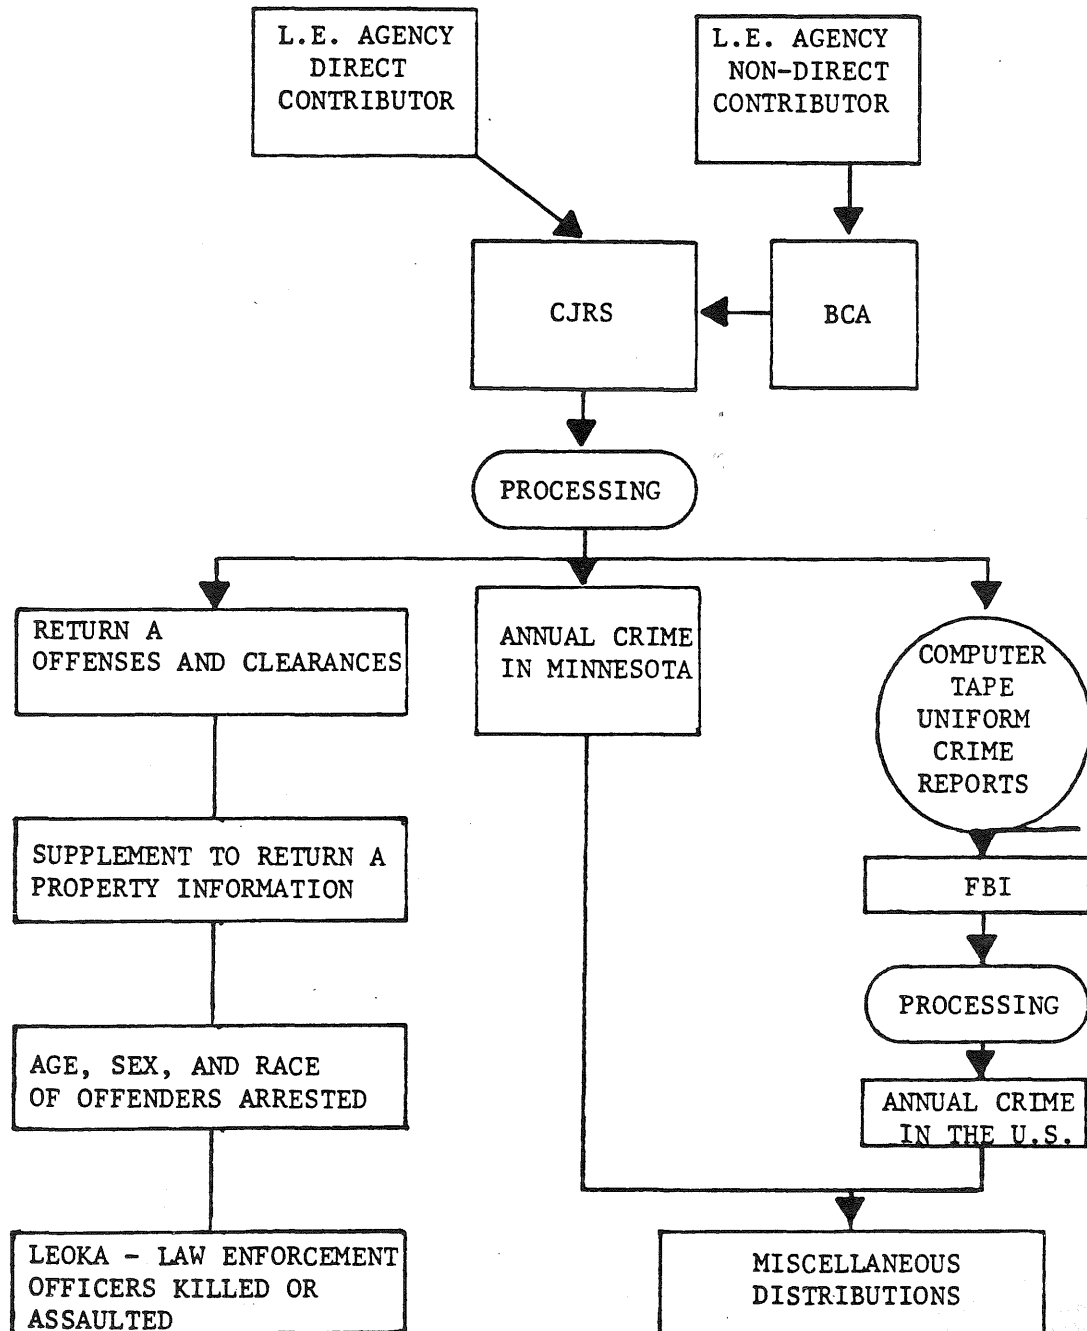 L.E. AGENCY
DIRECT
CONTRIBUTOR
L.E. AGENCY
NON-DIRECT
CONTRIBUTOR
CJRS
BCA
PROCESSING
RETURN A
OFFENSES AND CLEARANCES
ANNUAL CRIME
IN MINNESOTA
COMPUTER
TAPE
UNIFORM
CRIME
REPORTS
SUPPLEMENT TO RETURN A
PROPERTY INFORMATION
FBI
PROCESSING
AGE, SEX, AND RACE
OF OFFENDERS ARRESTED
ANNUAL CRIME
IN THE U.S.
LEOKA - LAW ENFORCEMENT
OFFICERS KILLED OR
ASSAULTED
MISCELLANEOUS
DISTRIBUTIONS